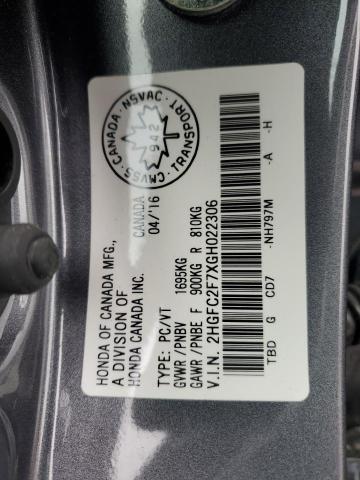 HONDA OF CANADA MFG.,
A DIVISION OF
HONDA CANADA INC.
CANADA
04/16
TYPE: PC/VT
GVWR /PNBV 1695KG
GAWR /PNBE F 900KG R 810KG
V.I.N. 2HGFC2F7XGH022306
TBD G CD7 -NH797M -A -H
CANADA · NSVAC · TRANSPORT · CMVSS ·
942